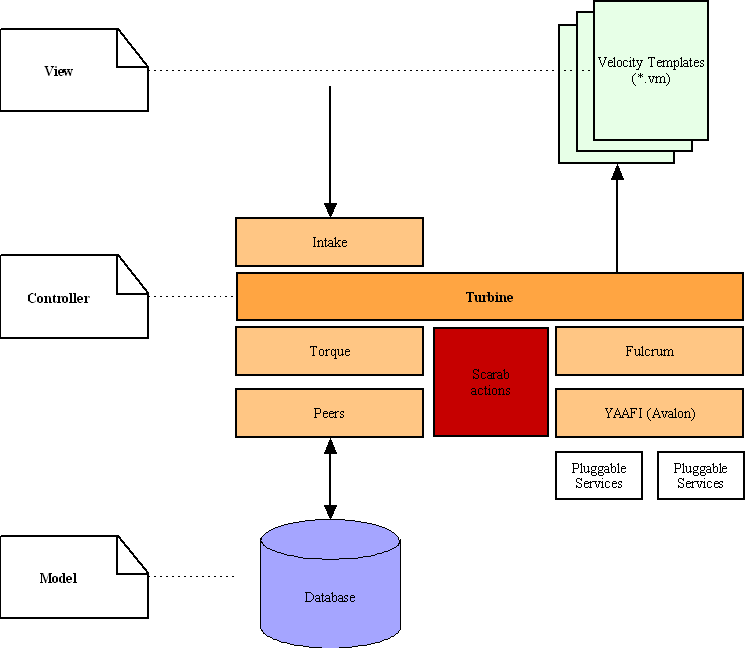 View
Velocity Templates
(*.vm)
Intake
Controller
Turbine
Torque
Scarab
actions
Fulcrum
Peers
YAAFI (Avalon)
Pluggable
Services
Pluggable
Services
Model
Database